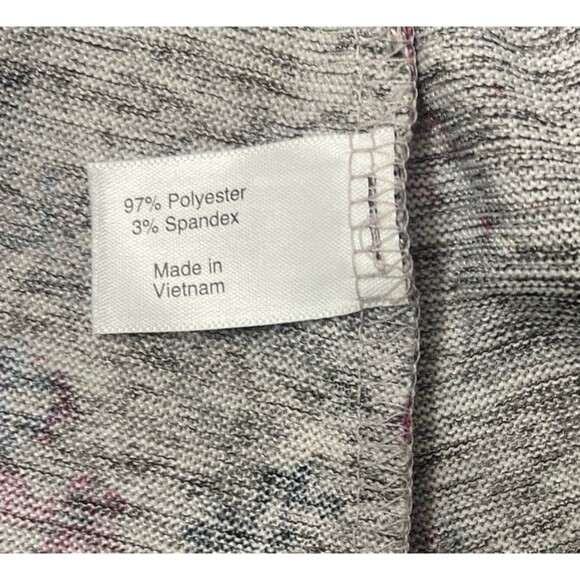 97% Polyester
3% Spandex
Made in
Vietnam